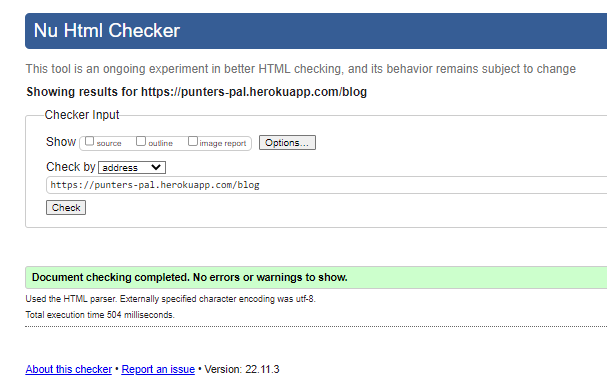 Nu Html Checker
This tool is an ongoing experiment in better HTML checking, and its behavior remains subject to change
Showing results for https://punters-pal.herokuapp.com/blog
Checker Input
Show source outline image report Options...
Check by address
https://punters-pal.herokuapp.com/blog
Check
Document checking completed. No errors or warnings to show.
Used the HTML parser. Externally specified character encoding was utf-8.
Total execution time 504 milliseconds.
About this checker • Report an issue • Version: 22.11.3